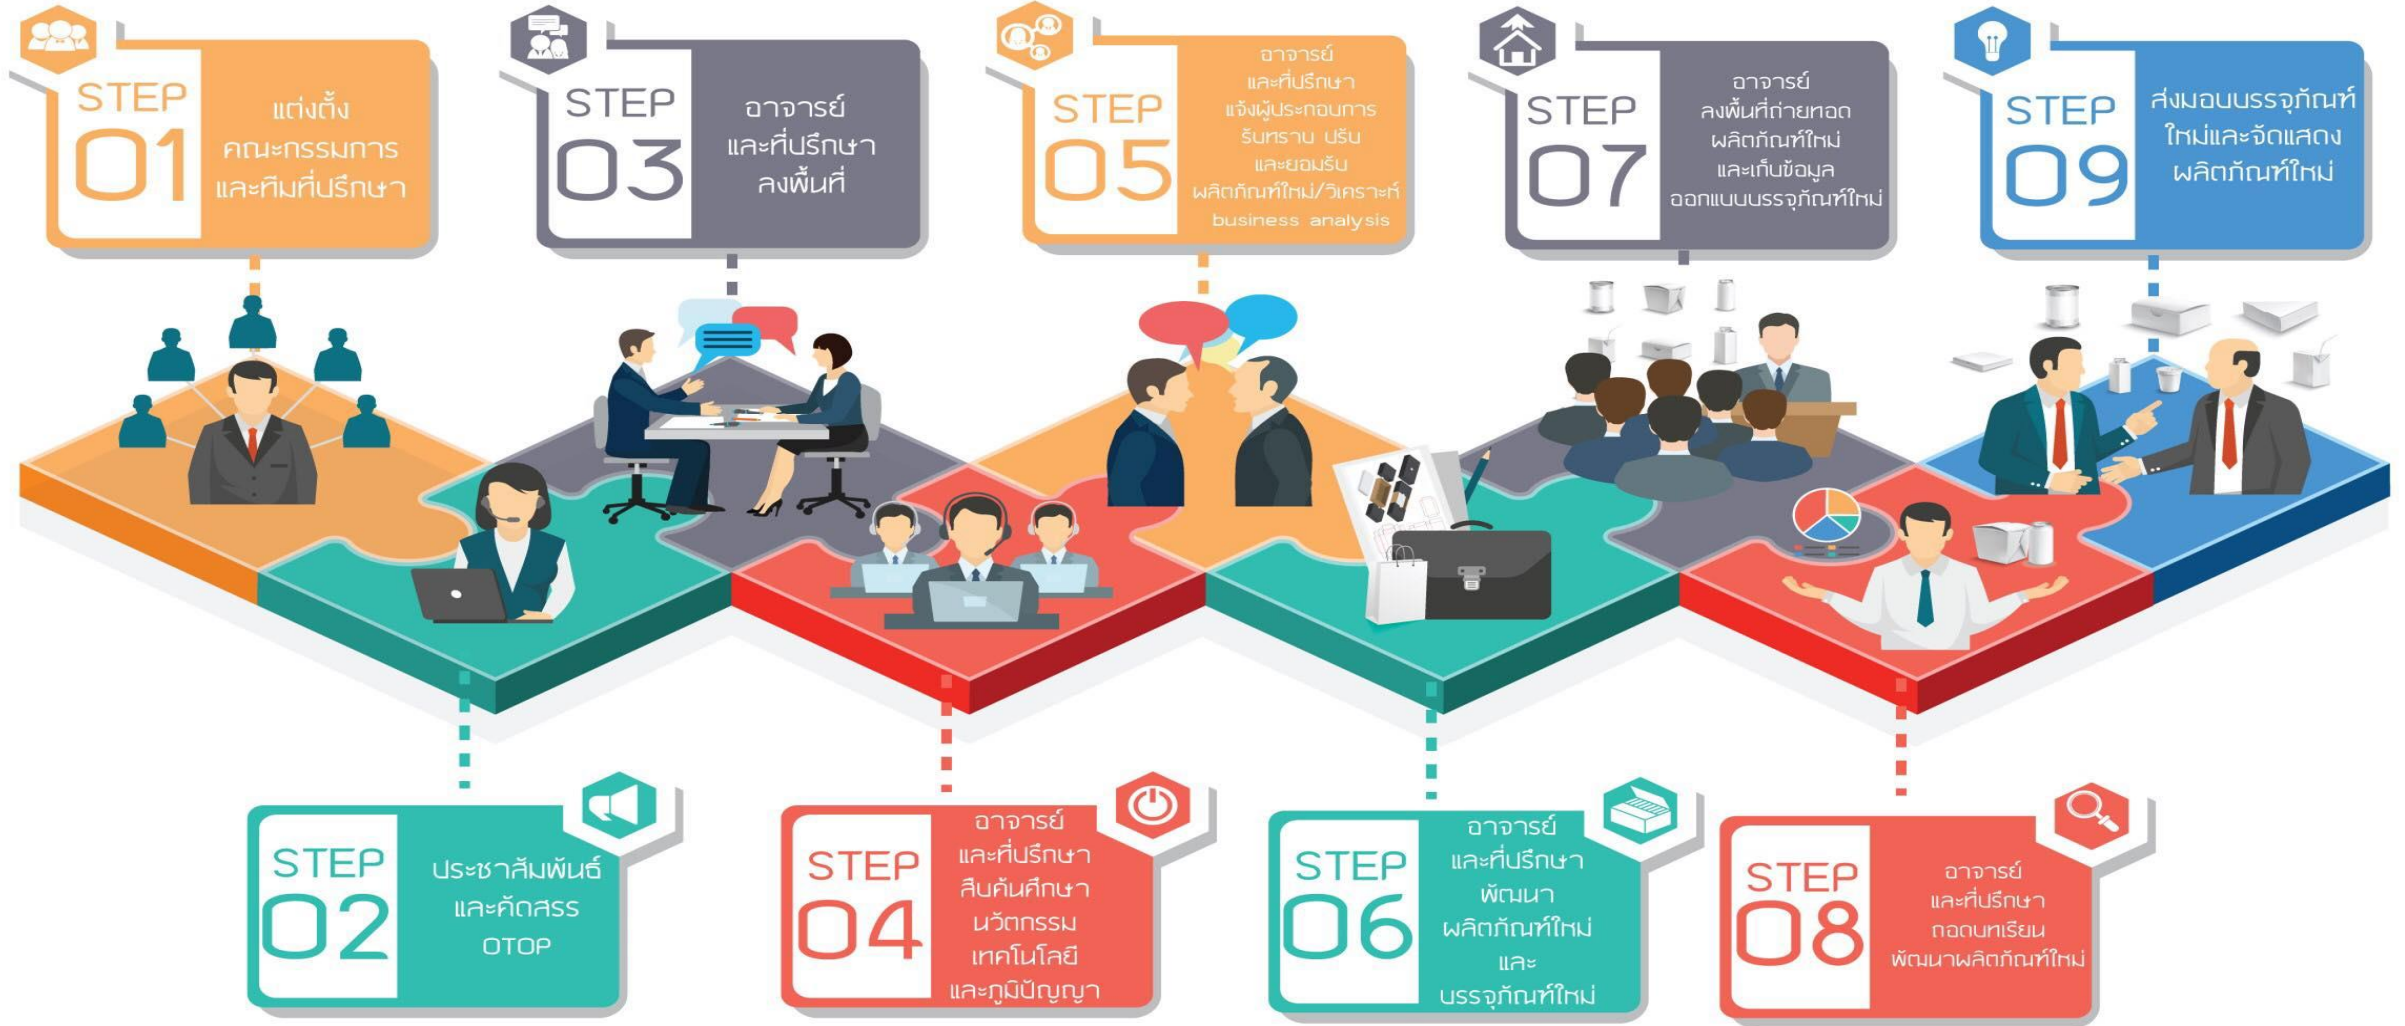 STEP
01
แต่งตั้ง
คณะกรรมการ
และทีมที่ปรึกษา
STEP
02
ประชาสัมพันธ์
และคัดสรร
OTOP
STEP
03
อาจารย์
และที่ปรึกษา
ลงพื้นที่
STEP
04
อาจารย์
และที่ปรึกษา
สืบค้นศึกษา
นวัตกรรม
เทคโนโลยี
และภูมิปัญญา
STEP
05
อาจารย์
และที่ปรึกษา
แจ้งผู้ประกอบการ
รับทราบ ปรับ
และยอมรับ
ผลิตภัณฑ์ใหม่/วิเคราะห์
business analysis
STEP
06
อาจารย์
และที่ปรึกษา
พัฒนา
ผลิตภัณฑ์ใหม่
และ
บรรจุภัณฑ์ใหม่
STEP
07
อาจารย์
ลงพื้นที่ถ่ายทอด
ผลิตภัณฑ์ใหม่
และเก็บข้อมูล
ออกแบบบรรจุภัณฑ์ใหม่
STEP
08
อาจารย์
และที่ปรึกษา
ถอดบทเรียน
พัฒนาผลิตภัณฑ์ใหม่
STEP
09
ส่งมอบบรรจุภัณฑ์
ใหม่และจัดแสดง
ผลิตภัณฑ์ใหม่